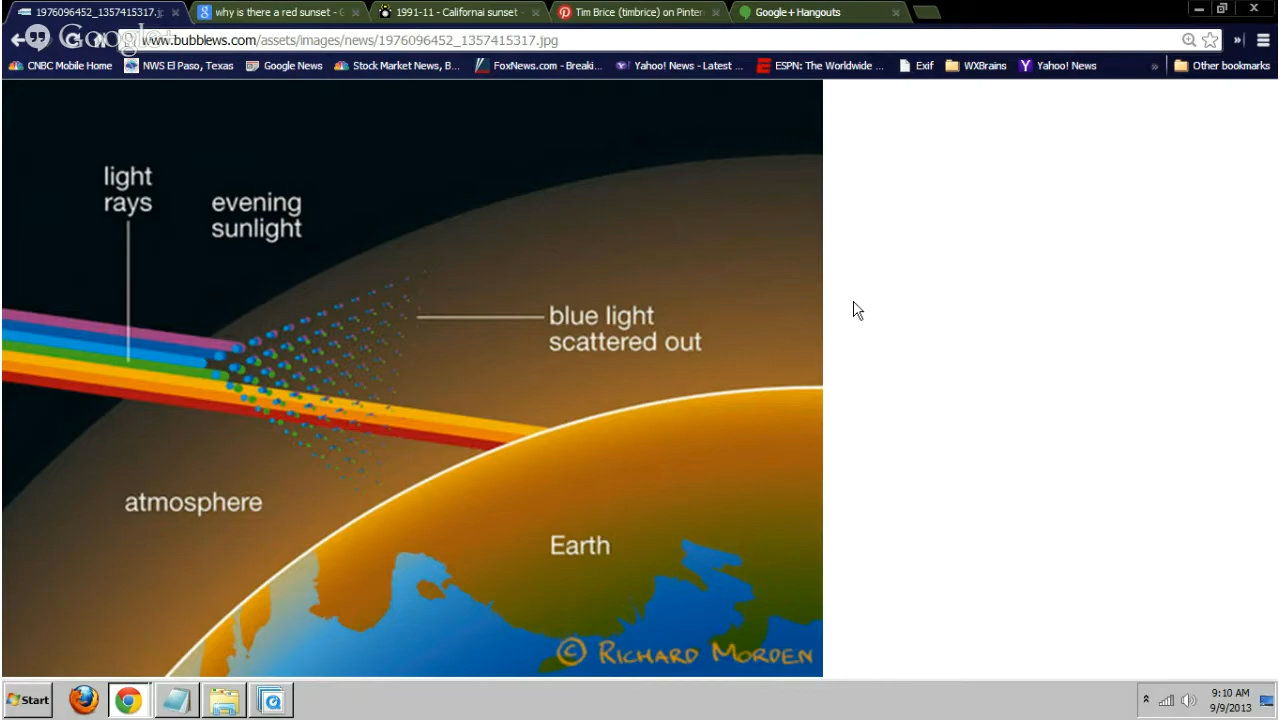 1976096452_1357415317.j
why is there a red sunset - G
1991-11 - Californai sunset -
Tim Brice (timbrice) on Pinter
Google+ Hangouts
Google+
www.bubblews.com/assets/images/news/1976096452_1357415317.jpg
CNBC Mobile Home
NWS El Paso, Texas
Google News
Stock Market News, B...
FoxNews.com - Breaki...
Yahoo! News - Latest ...
ESPN: The Worldwide ...
Exif
WXBrains
Yahoo! News
»
Other bookmarks
light
rays
evening
sunlight
blue light
scattered out
atmosphere
Earth
© RICHARD MORDEN
Start
9:10 AM
9/9/2013